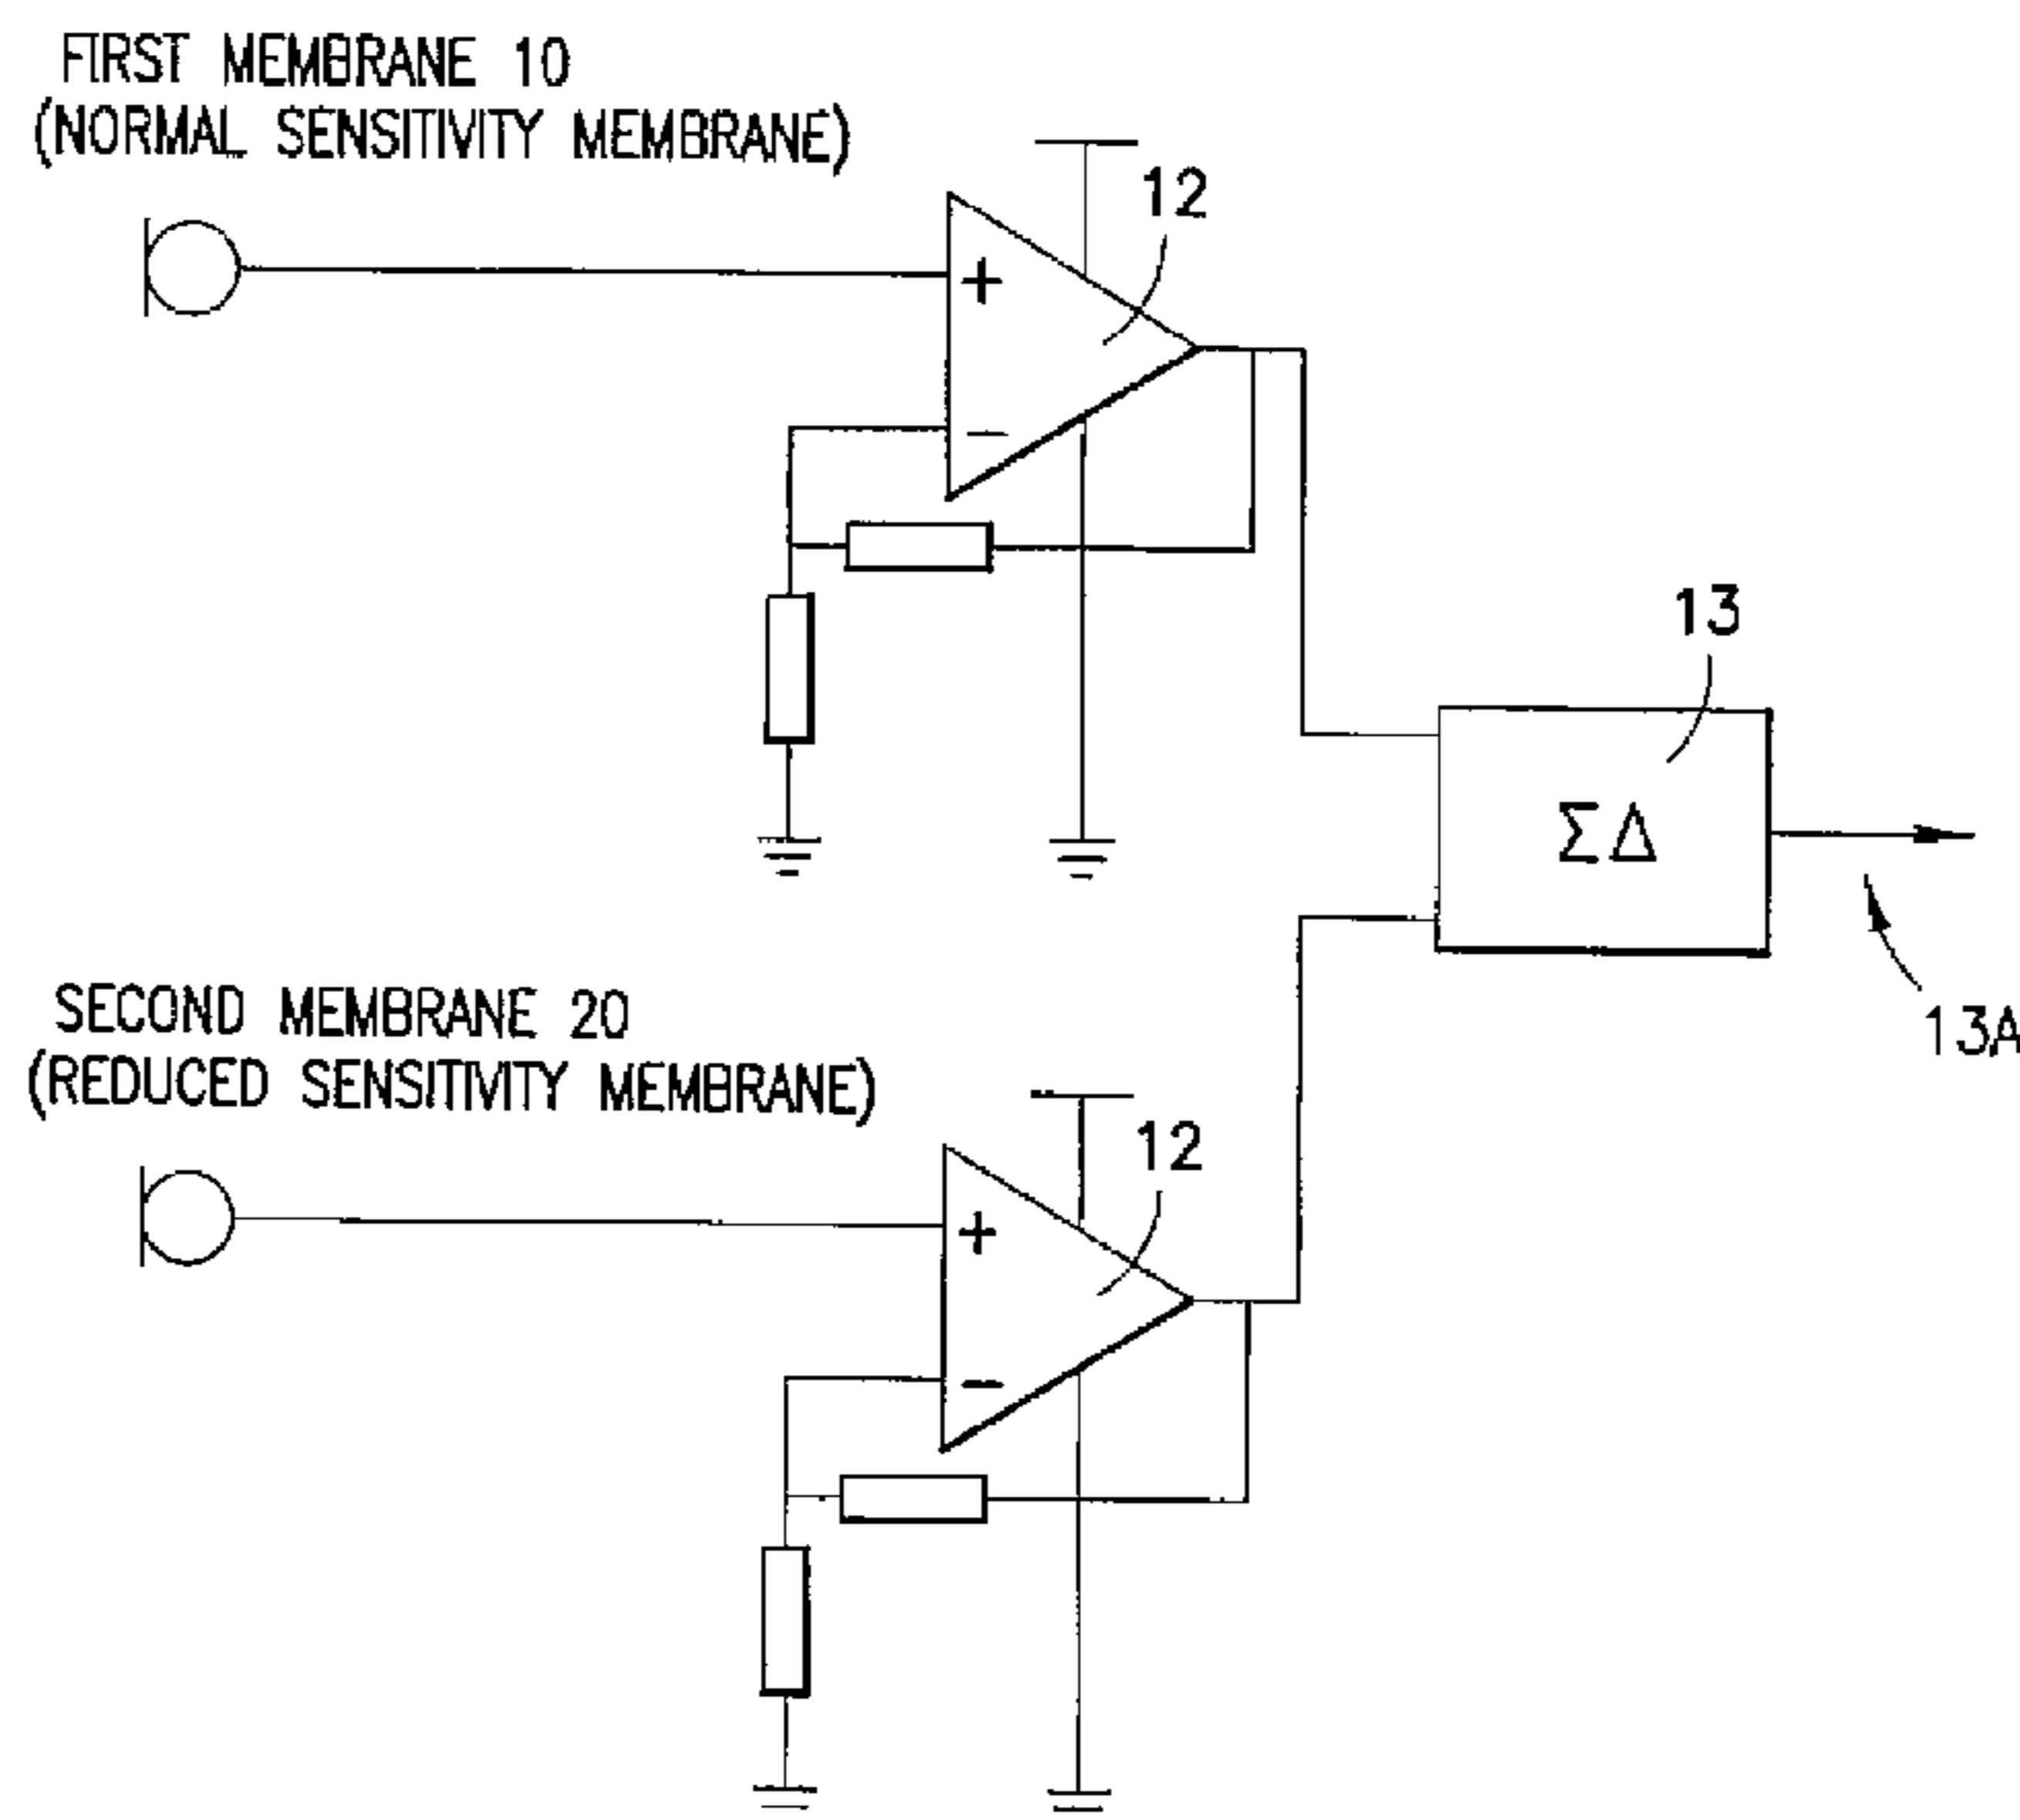 FIRST MEMBRANE 10
(NORMAL SENSITIVITY MEMBRANE)
12
+
−
13
ΣΔ
13A
SECOND MEMBRANE 20
(REDUCED SENSITIVITY MEMBRANE)
12
+
−